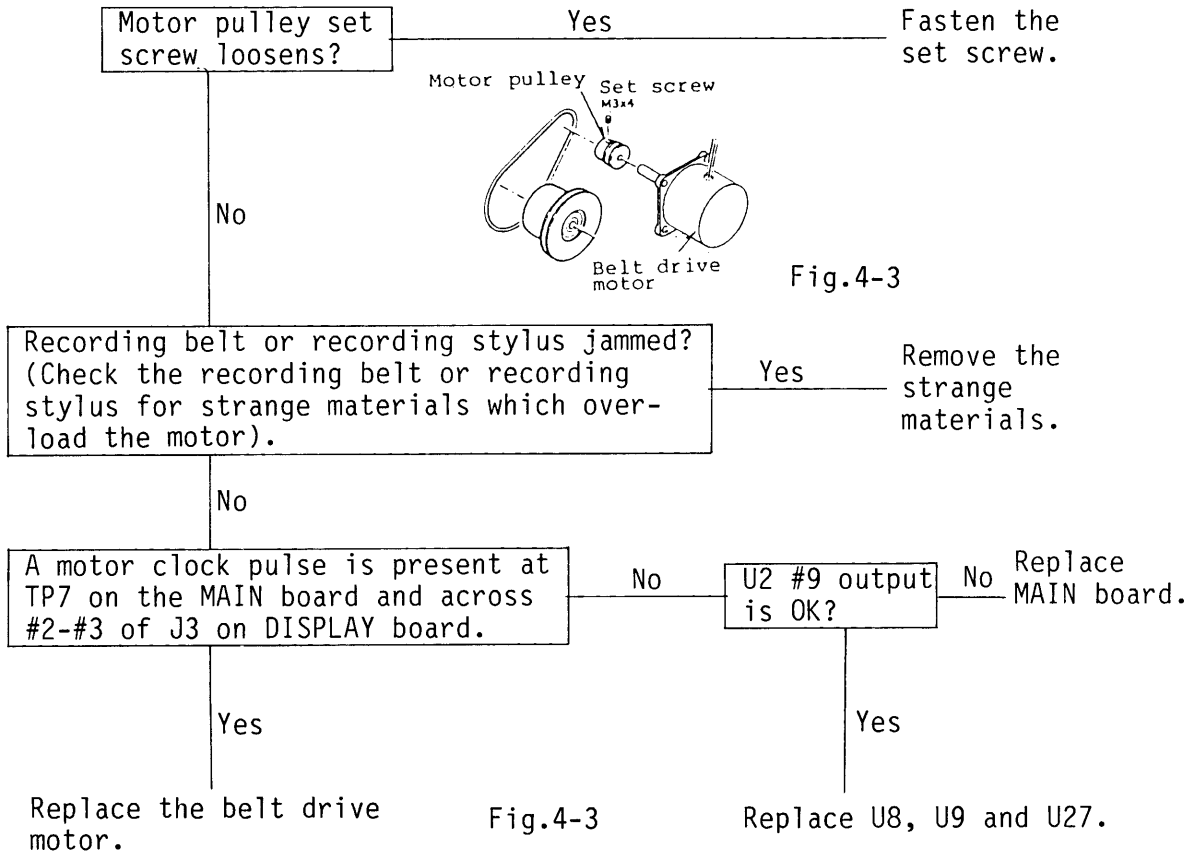 Motor pulley set
screw loosens?
Yes
Fasten the
set screw.
Motor pulley
Set screw
M3x4
No
Belt drive
motor
Fig.4-3
Recording belt or recording stylus jammed?
(Check the recording belt or recording
stylus for strange materials which over-
load the motor).
Yes
Remove the
strange
materials.
No
A motor clock pulse is present at
TP7 on the MAIN board and across
#2-#3 of J3 on DISPLAY board.
No
U2 #9 output
is OK?
No
Replace
MAIN board.
Yes
Yes
Replace the belt drive
motor.
Fig.4-3
Replace U8, U9 and U27.